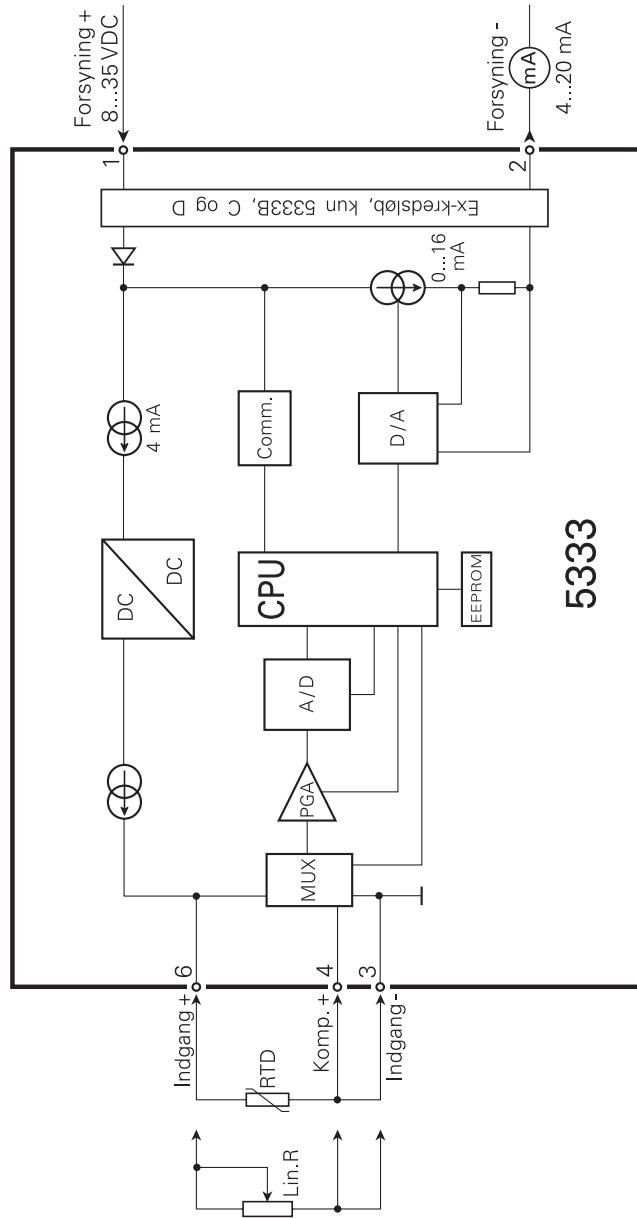 Forsyning +
8...35 VDC
1
Forsyning -
mA
4...20 mA
2
Ex-kredsløb, kun 5333B, C og D
0...16
mA
4 mA
Comm.
D/A
DC
DC
CPU
EEPROM
5333
A/D
PGA
MUX
6
4
3
Indgang +
Komp. +
Indgang -
RTD
Lin.R